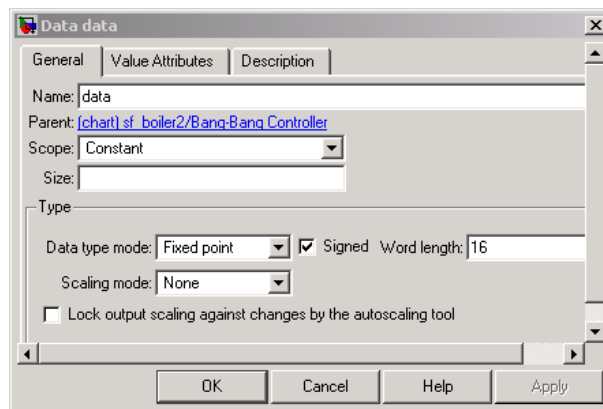 Data data
General Value Attributes Description
Name: data
Parent: (chart) sf_boiler2/Bang-Bang Controller
Scope: Constant
Size:
Type
Data type mode: Fixed point Signed Word length: 16
Scaling mode: None
Lock output scaling against changes by the autoscaling tool
OK Cancel Help Apply